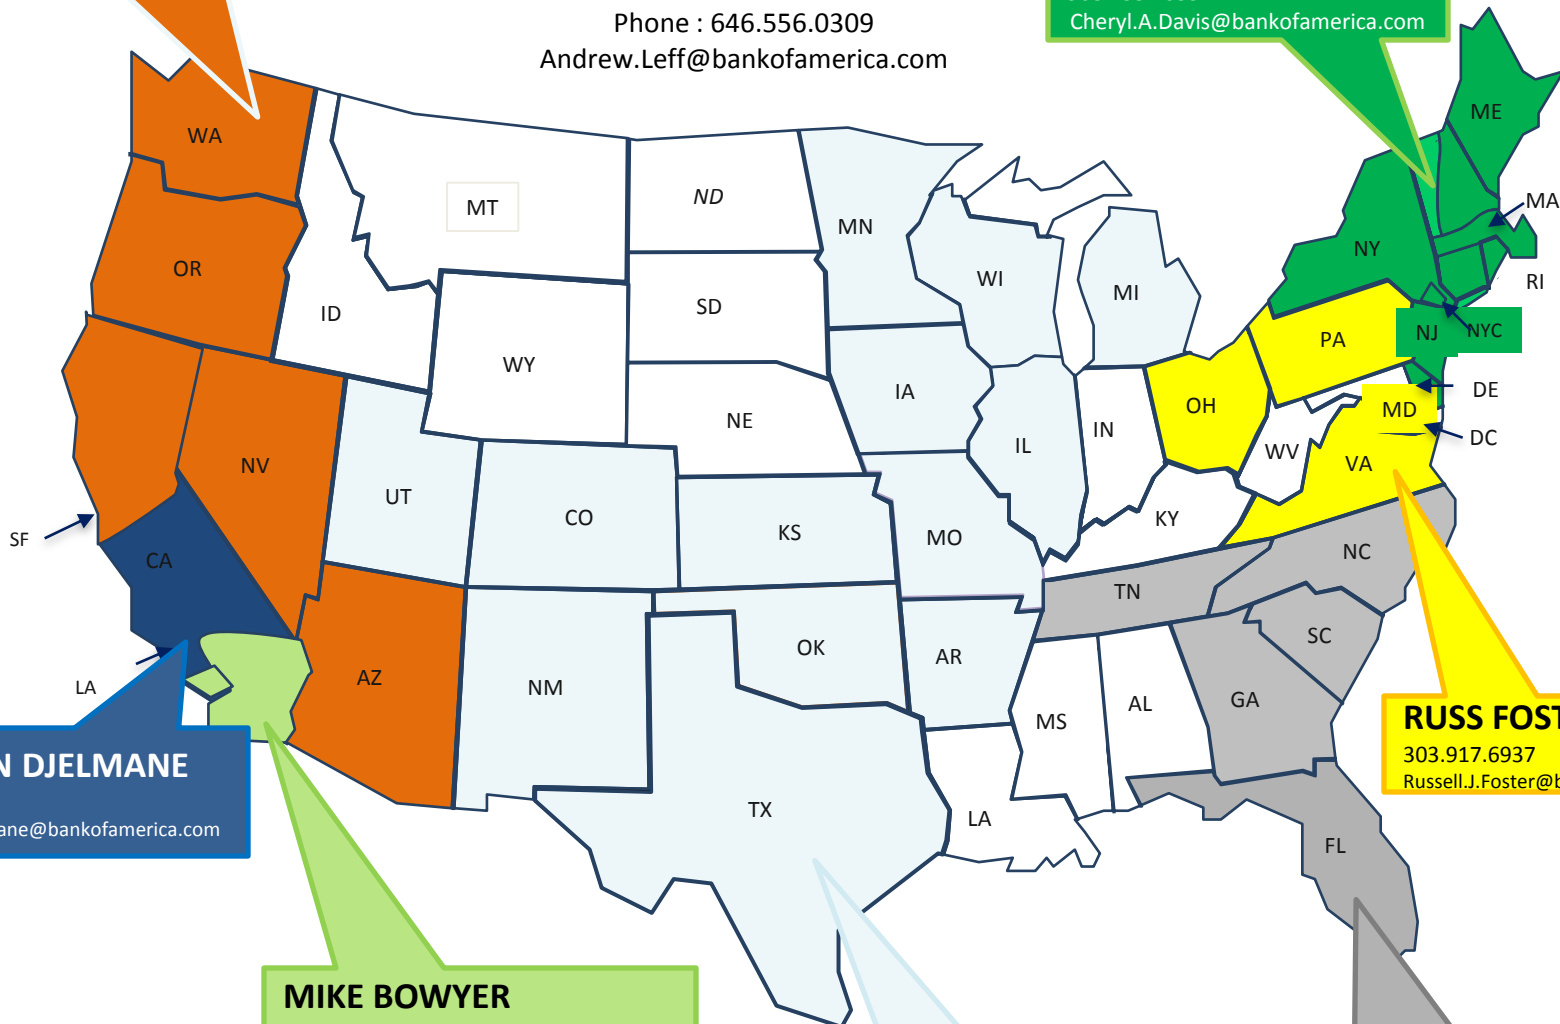 Phone : 646.556.0309
Andrew.Leff@bankofamerica.com
Cheryl.A.Davis@bankofamerica.com
WA
OR
MT
ID
WY
ND
SD
NE
MN
WI
MI
IA
IL
IN
OH
PA
NY
ME
MA
RI
NYC
NJ
DE
MD
DC
WV
VA
KY
NV
UT
CO
KS
MO
SF
CA
LA
AZ
NM
OK
AR
TN
NC
SC
MS
AL
GA
TX
LA
FL
N DJELMANE
ane@bankofamerica.com
RUSS FOST
303.917.6937
Russell.J.Foster@b
MIKE BOWYER